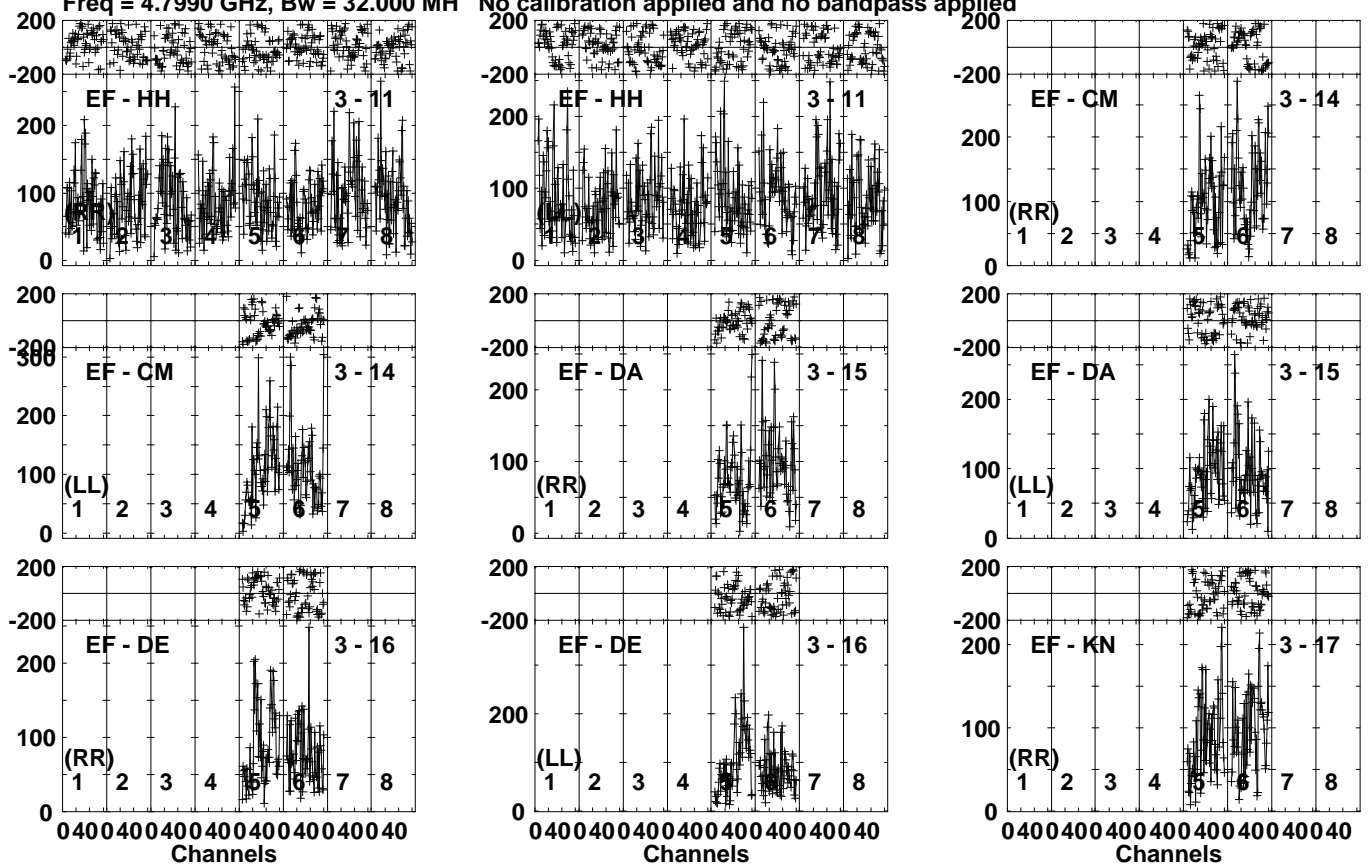 Freq = 4.7990 GHz, Bw = 32.000 MH No calibration applied and no bandpass applied
200
-200
EF - HH 3 - 11
200
100
0
(RR)
1 2 3 4 5 6 7 8
200
-200
EF - HH 3 - 11
200
100
0
(LL)
1 2 3 4 5 6 7 8
200
-200
EF - CM 3 - 14
200
100
0
(RR)
1 2 3 4 5 6 7 8
200
-200
300
EF - CM 3 - 14
200
100
0
(LL)
1 2 3 4 5 6 7 8
200
-200
EF - DA 3 - 15
200
100
0
(RR)
1 2 3 4 5 6 7 8
200
-200
EF - DA 3 - 15
200
100
0
(LL)
1 2 3 4 5 6 7 8
200
-200
EF - DE 3 - 16
200
100
0
(RR)
1 2 3 4 5 6 7 8
0 40 0 40 0 40 0 40 0 40 0 40 0 40 0 40
Channels
200
-200
EF - DE 3 - 16
200
0
(LL)
1 2 3 4 5 6 7 8
0 40 0 40 0 40 0 40 0 40 0 40 0 40 0 40
Channels
200
-200
EF - KN 3 - 17
200
100
0
(RR)
1 2 3 4 5 6 7 8
0 40 0 40 0 40 0 40 0 40 0 40 0 40 0 40
Channels